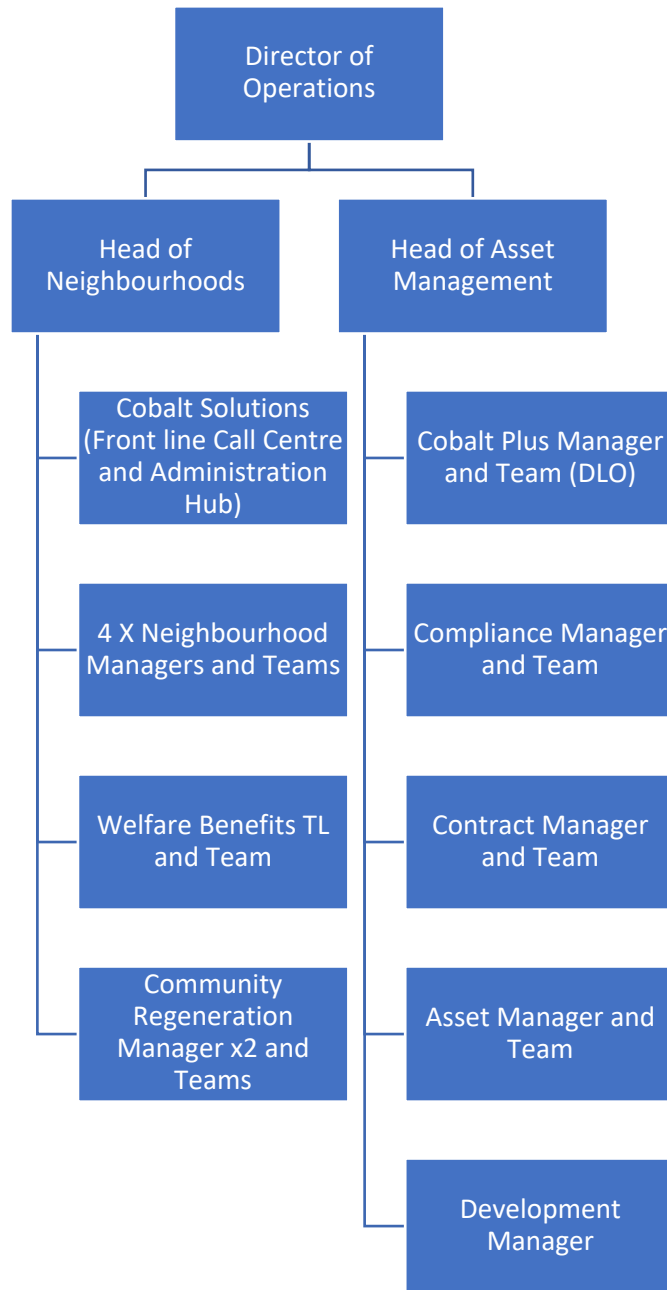 Director of
Operations
Head of
Neighbourhoods
Head of Asset
Management
Cobalt Solutions
(Front line Call Centre
and Administration
Hub)
4 X Neighbourhood
Managers and Teams
Welfare Benefits TL
and Team
Community
Regeneration
Manager x2 and
Teams
Cobalt Plus Manager
and Team (DLO)
Compliance Manager
and Team
Contract Manager
and Team
Asset Manager and
Team
Development
Manager